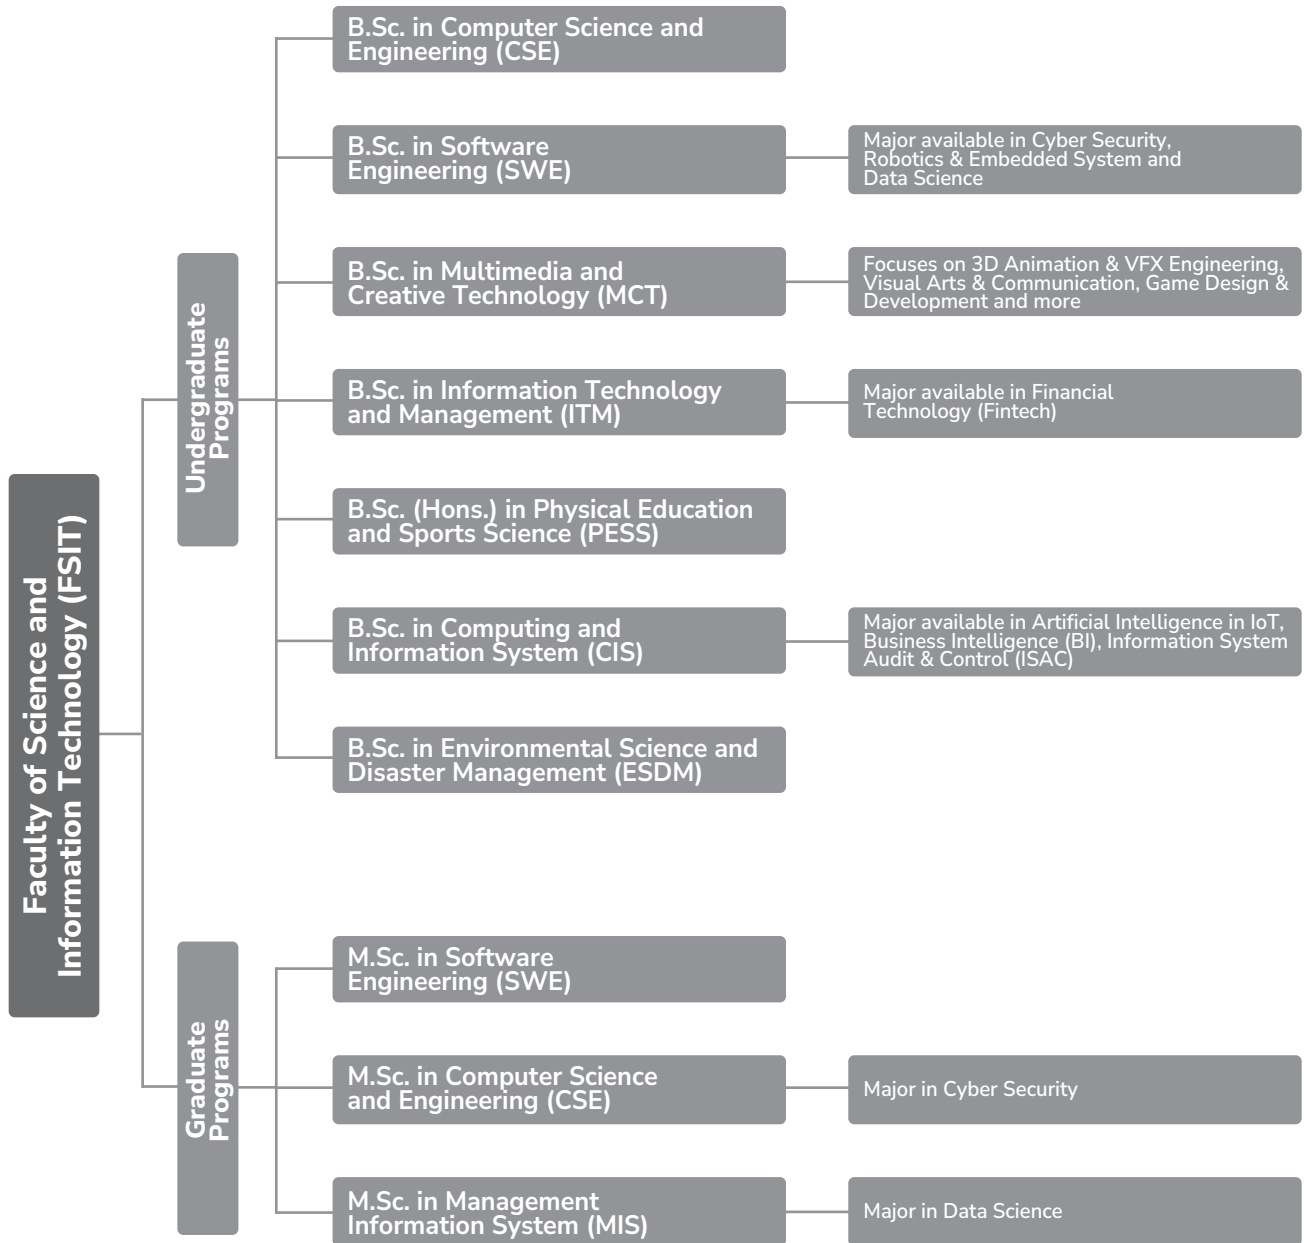 Faculty of Science and
Information Technology (FSIT)
Undergraduate
Programs
B.Sc. in Computer Science and
Engineering (CSE)
B.Sc. in Software
Engineering (SWE)
Major available in Cyber Security,
Robotics & Embedded System and
Data Science
B.Sc. in Multimedia and
Creative Technology (MCT)
Focuses on 3D Animation & VFX Engineering,
Visual Arts & Communication, Game Design &
Development and more
B.Sc. in Information Technology
and Management (ITM)
Major available in Financial
Technology (Fintech)
B.Sc. (Hons.) in Physical Education
and Sports Science (PESS)
B.Sc. in Computing and
Information System (CIS)
Major available in Artificial Intelligence in IoT,
Business Intelligence (BI), Information System
Audit & Control (ISAC)
B.Sc. in Environmental Science and
Disaster Management (ESDM)
Graduate
Programs
M.Sc. in Software
Engineering (SWE)
M.Sc. in Computer Science
and Engineering (CSE)
Major in Cyber Security
M.Sc. in Management
Information System (MIS)
Major in Data Science